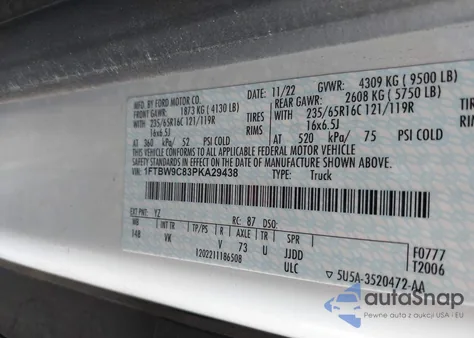 MFD. BY FORD MOTOR CO.
11/22 GVWR: 4309 KG ( 9500 LB)
FRONT GAWR: 1873 KG ( 4130 LB) REAR GAWR: 2608 KG ( 5750 LB)
WITH 235/65R16C 121/119R TIRES WITH 235/65R16C 121/119R TIRES
16x6.5J RIMS 16x6.5J RIMS
AT 360 kPa/ 52 PSI COLD AT 520 kPa/ 75 PSI COLD
THIS VEHICLE CONFORMS TO ALL APPLICABLE FEDERAL MOTOR VEHICLE
SAFETY STANDARDS IN EFFECT ON THE DATE OF MANUFACTURE SHOWN ABOVE.
VIN: 1FTBW9C83PKA29438 TYPE: Truck
EXT PNT: YZ RC: 87 DSO:
WB INT TR TP/PS R AXLE TR SPR
148 VK V 73 U JJDD
ULC
F0777
T2006
▽ 5U5A-3520472-AA
autoSnap
Pewne auta z aukcji USA i EU